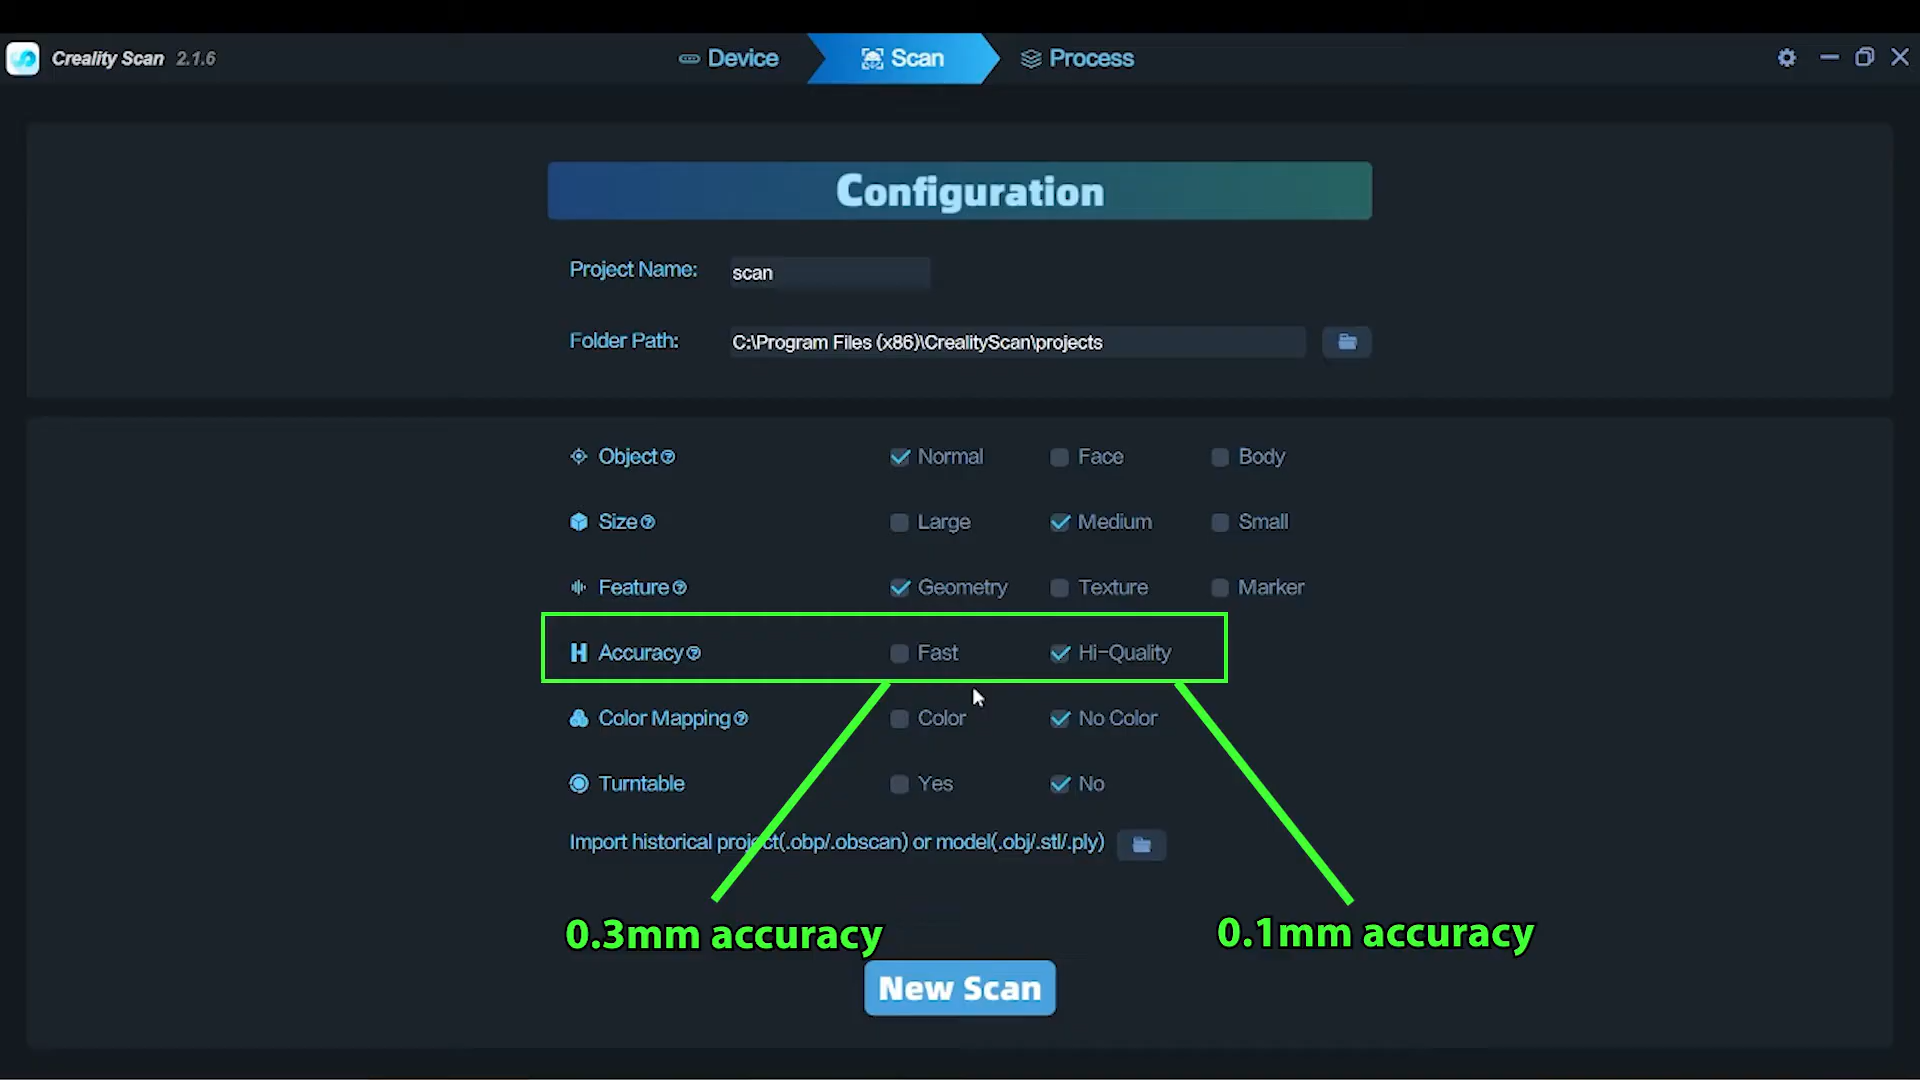 Creality Scan 2.1.6
Device
Scan
Process
Configuration
Project Name: scan
Folder Path: C:\Program Files (x86)\CrealityScan\projects
Object Normal Face Body
Size Large Medium Small
Feature Geometry Texture Marker
Accuracy Fast Hi-Quality
Color Mapping Color No Color
Turntable Yes No
Import historical project(.obp/.obscan) or model(.obj/.stl/.ply)
0.3mm accuracy
0.1mm accuracy
New Scan